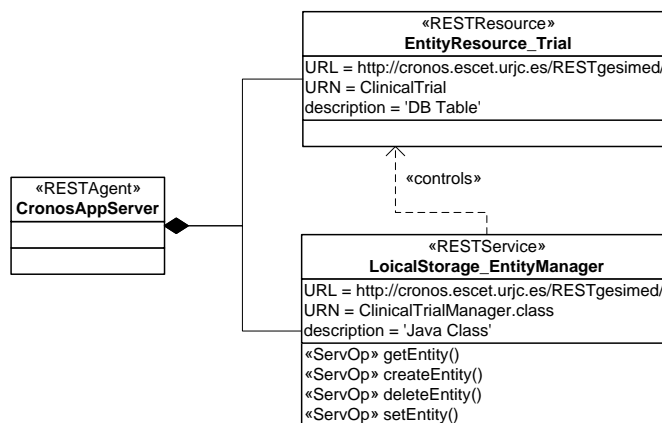 «RESTResource»
EntityResource_Trial
URL = http://cronos.escet.urjc.es/RESTgesimed/
URN = ClinicalTrial
description = 'DB Table'
«controls»
«RESTAgent»
CronosAppServer
«RESTService»
LoicalStorage_EntityManager
URL = http://cronos.escet.urjc.es/RESTgesimed/
URN = ClinicalTrialManager.class
description = 'Java Class'
«ServOp» getEntity()
«ServOp» createEntity()
«ServOp» deleteEntity()
«ServOp» setEntity()